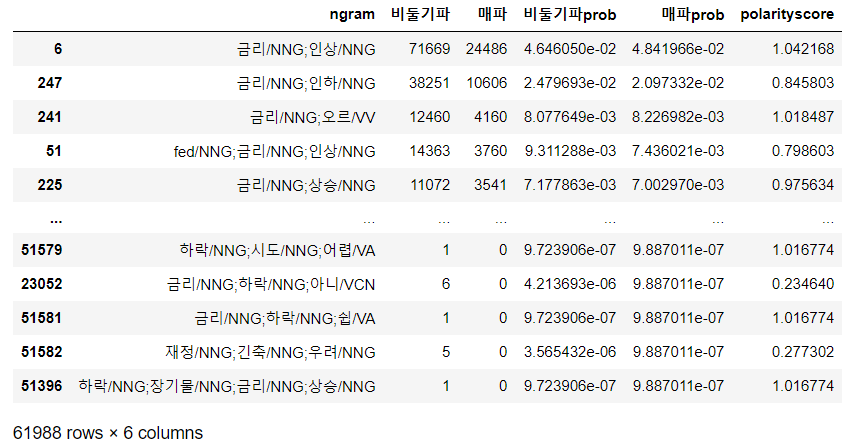 ngram 비둘기파 매파 비둘기파prob 매파prob polarityscore
6 금리/NNG;인상/NNG 71669 24486 4.646050e-02 4.841966e-02 1.042168
247 금리/NNG;인하/NNG 38251 10606 2.479693e-02 2.097332e-02 0.845803
241 금리/NNG;오르/VV 12460 4160 8.077649e-03 8.226982e-03 1.018487
51 fed/NNG;금리/NNG;인상/NNG 14363 3760 9.311288e-03 7.436021e-03 0.798603
225 금리/NNG;상승/NNG 11072 3541 7.177863e-03 7.002970e-03 0.975634
... ... ... ... ... ... ...
51579 하락/NNG;시도/NNG;어렵/VA 1 0 9.723906e-07 9.887011e-07 1.016774
23052 금리/NNG;하락/NNG;아니/VCN 6 0 4.213693e-06 9.887011e-07 0.234640
51581 금리/NNG;하락/NNG;쉽/VA 1 0 9.723906e-07 9.887011e-07 1.016774
51582 재정/NNG;긴축/NNG;우려/NNG 5 0 3.565432e-06 9.887011e-07 0.277302
51396 하락/NNG;장기물/NNG;금리/NNG;상승/NNG 1 0 9.723906e-07 9.887011e-07 1.016774
61988 rows × 6 columns